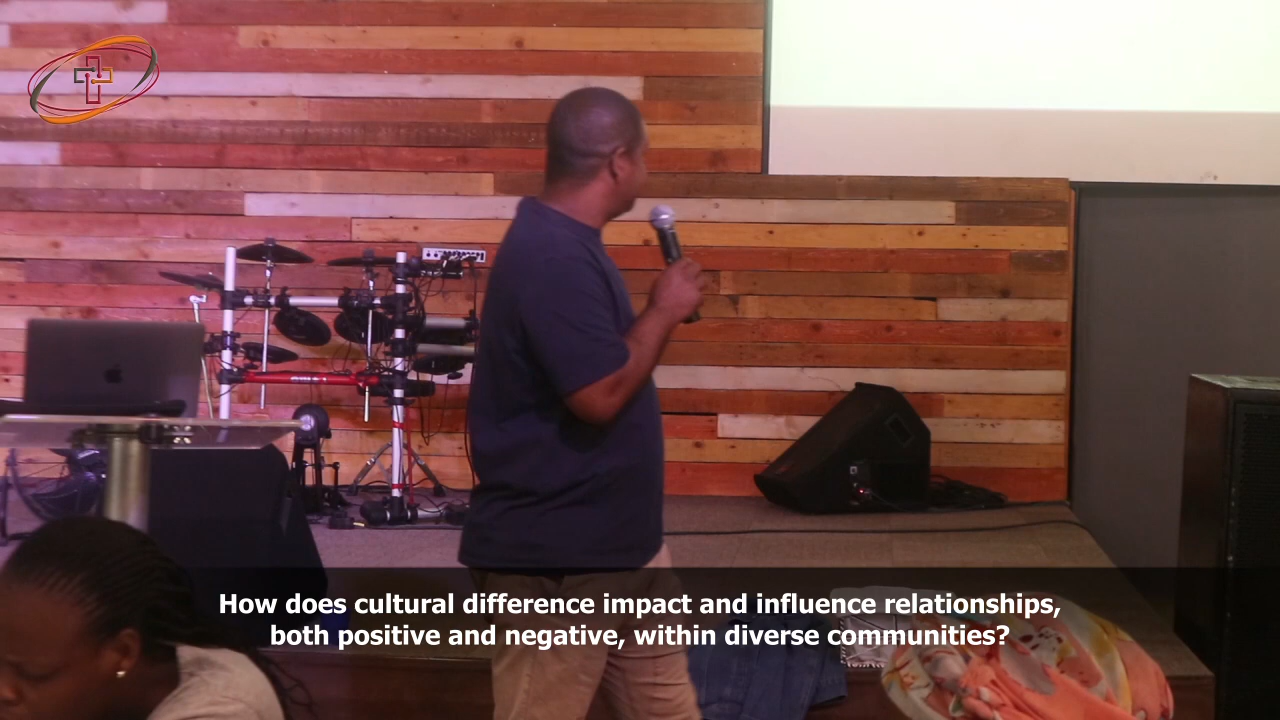 How does cultural difference impact and influence relationships,
both positive and negative, within diverse communities?